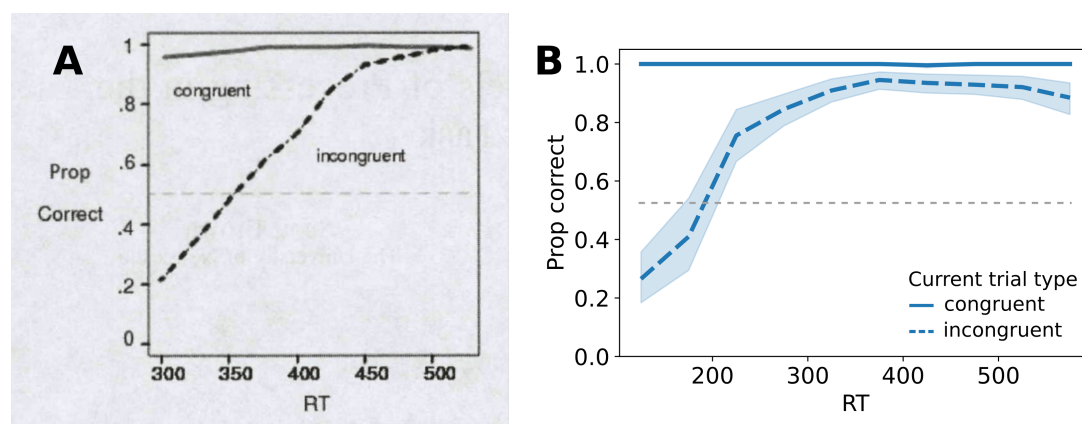 A
1
.8
.6
.4
.2
0
Prop
Correct
congruent
incongruent
300 350 400 450 500
RT
B
1.0
0.8
0.6
0.4
0.2
0.0
Prop correct
Current trial type
congruent
incongruent
200 300 400 500
RT